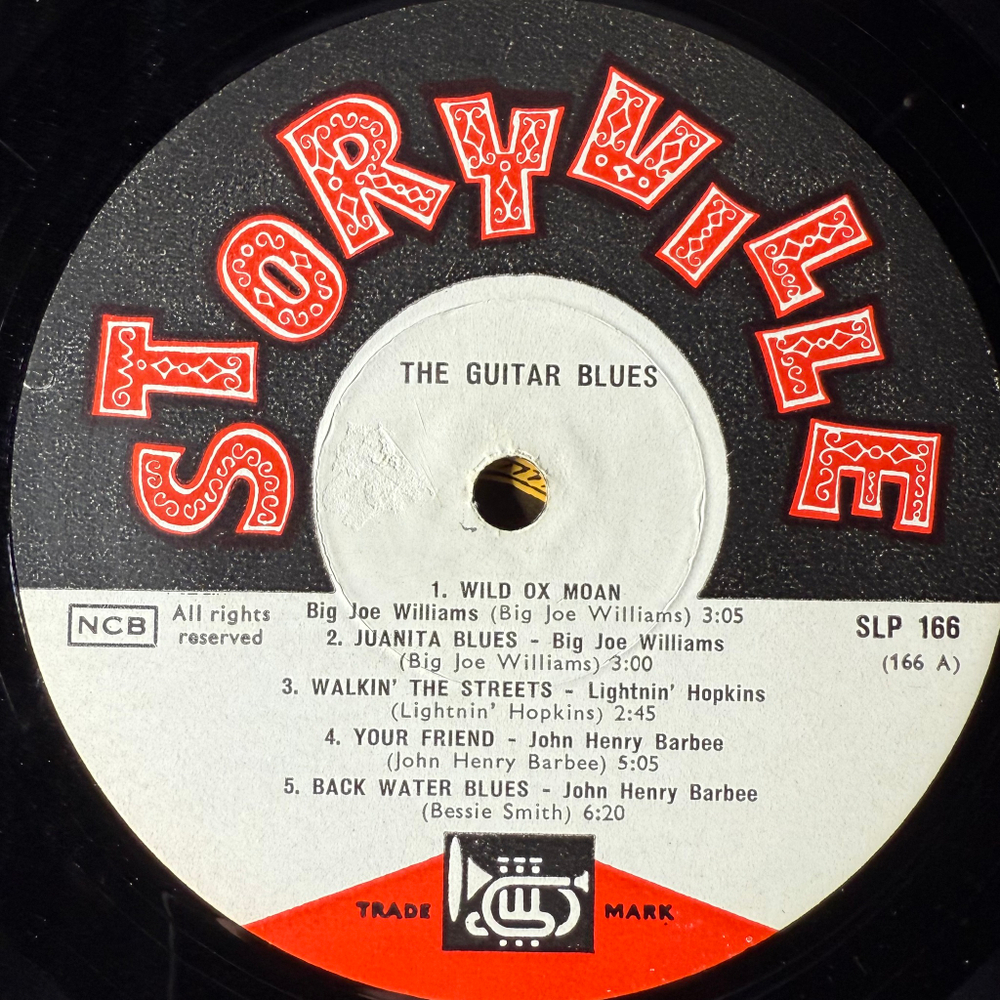 STORYVILLE
THE GUITAR BLUES
1. WILD OX MOAN
Big Joe Williams (Big Joe Williams) 3:05
2. JUANITA BLUES - Big Joe Williams
(Big Joe Williams) 3:00
3. WALKIN' THE STREETS - Lightnin' Hopkins
(Lightnin' Hopkins) 2:45
4. YOUR FRIEND - John Henry Barbee
(John Henry Barbee) 5:05
5. BACK WATER BLUES - John Henry Barbee
(Bessie Smith) 6:20
NCB
All rights
reserved
SLP 166
(166 A)
TRADE MARK